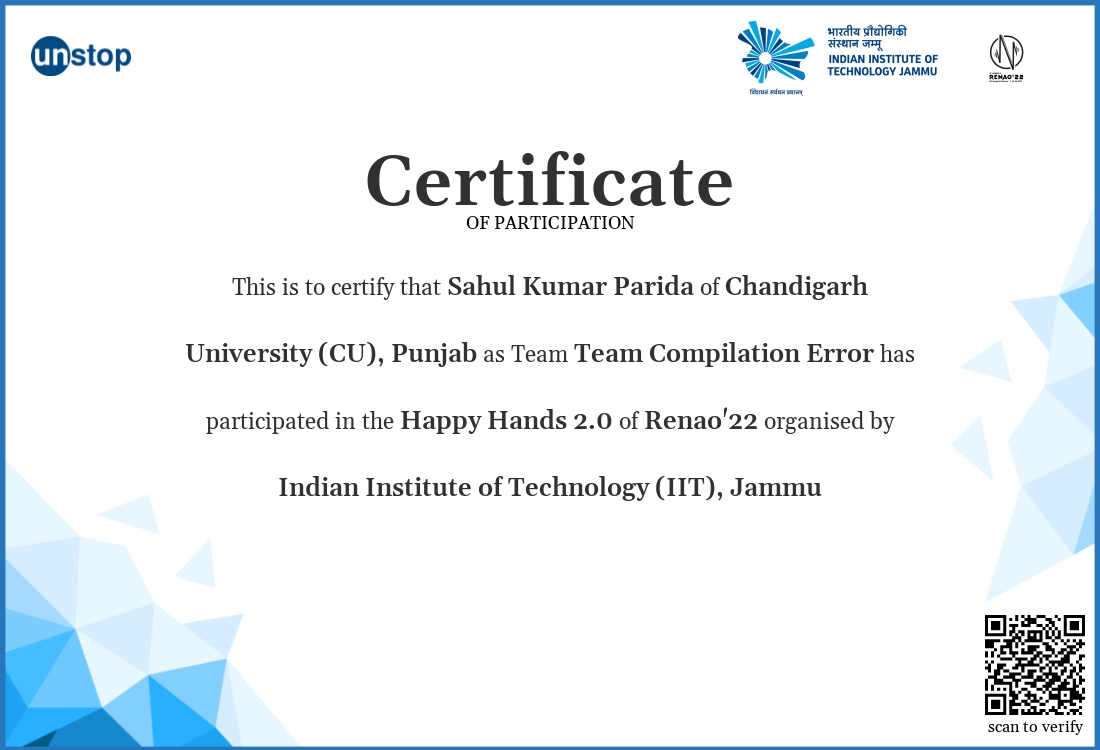 unstop
भारतीय प्रौद्योगिकी
संस्थान जम्मू
INDIAN INSTITUTE OF
TECHNOLOGY JAMMU
RENAO'22
Certificate
OF PARTICIPATION
This is to certify that Sahul Kumar Parida of Chandigarh
University (CU), Punjab as Team Team Compilation Error has
participated in the Happy Hands 2.0 of Renao'22 organised by
Indian Institute of Technology (IIT), Jammu
scan to verify